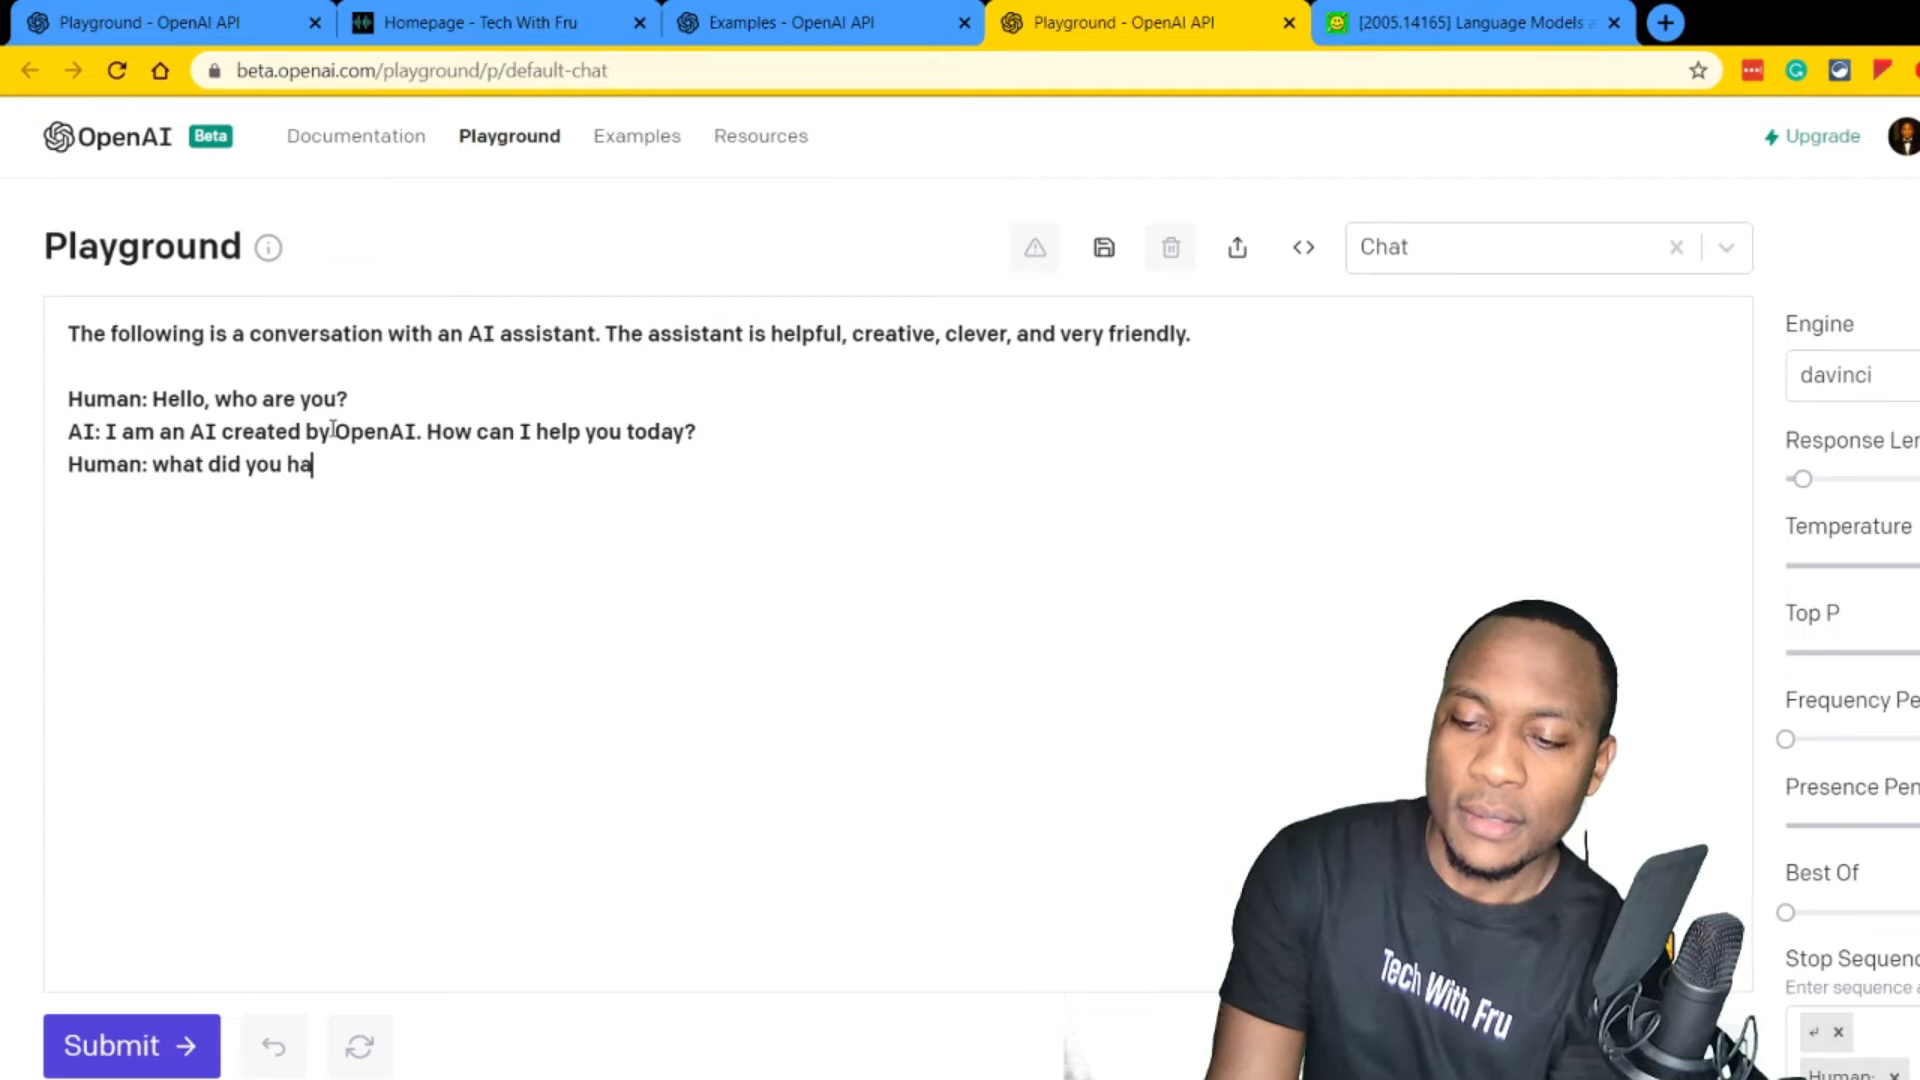 Playground - OpenAI API
Homepage - Tech With Fru
Examples - OpenAI API
Playground - OpenAI API
[2005.14165] Language Models
beta.openai.com/playground/p/default-chat
OpenAI Beta Documentation Playground Examples Resources Upgrade
Playground
Chat
The following is a conversation with an AI assistant. The assistant is helpful, creative, clever, and very friendly.
Human: Hello, who are you?
AI: I am an AI created by OpenAI. How can I help you today?
Human: what did you ha
Engine
davinci
Response Ler
Temperature
Top P
Frequency Pe
Presence Pen
Best Of
Stop Sequenc
Enter sequence a
Human:
Tech With Fru
Submit